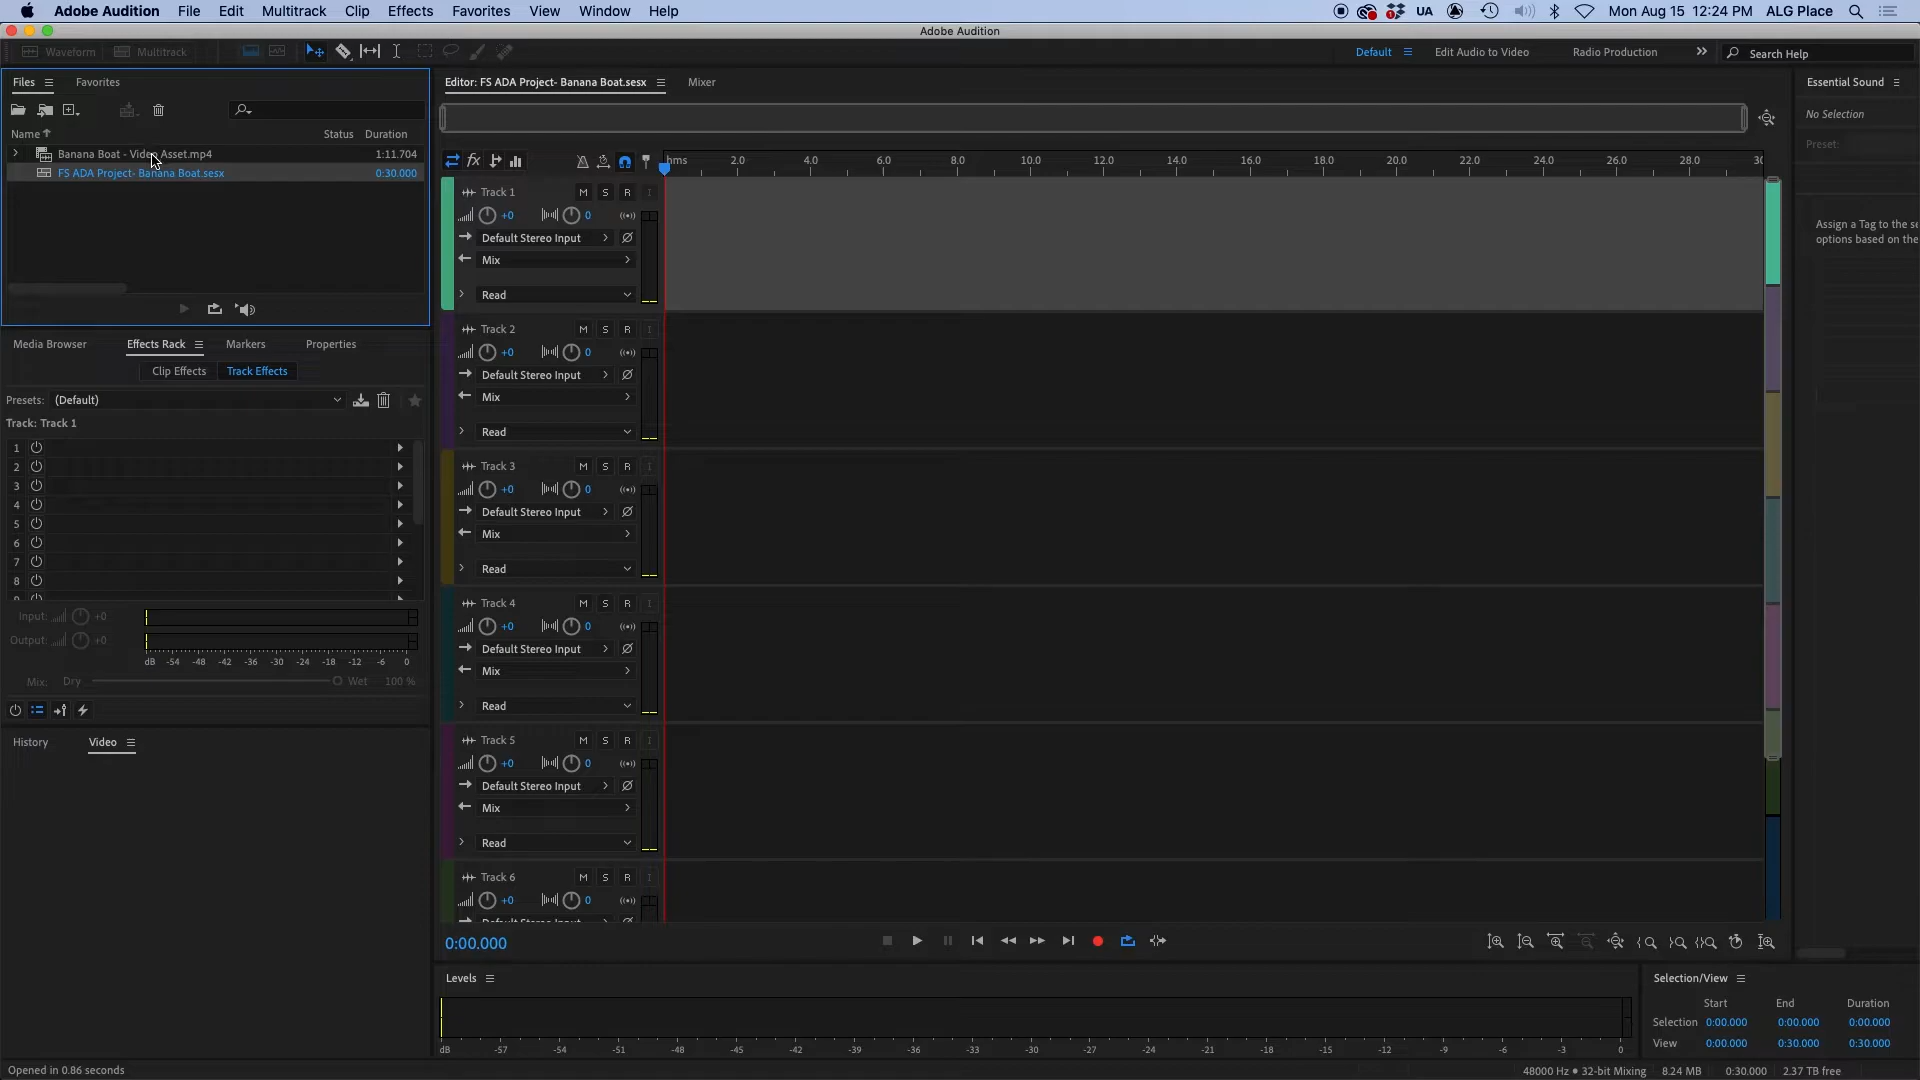 Adobe Audition File Edit Multitrack Clip Effects Favorites View Window Help UA Mon Aug 15 12:24 PM ALG Place
Adobe Audition
Waveform Multitrack Default Edit Audio to Video Radio Production Search Help
Files Favorites
Name Status Duration
Banana Boat - Video Asset.mp4 1:11.704
FS ADA Project- Banana Boat.sesx 0:30.000
Media Browser Effects Rack Markers Properties
Clip Effects Track Effects
Presets: (Default)
Track: Track 1
1
2
3
4
5
6
7
8
Input: +0
Output: +0
dB -54 -48 -42 -36 -30 -24 -18 -12 -6 0
Mix: Dry Wet 100 %
History Video
Editor: FS ADA Project- Banana Boat.sesx Mixer
hms 2.0 4.0 6.0 8.0 10.0 12.0 14.0 16.0 18.0 20.0 22.0 24.0 26.0 28.0 30
Track 1 M S R I
+0 0
Default Stereo Input
Mix
Read
Track 2 M S R I
+0 0
Default Stereo Input
Mix
Read
Track 3 M S R I
+0 0
Default Stereo Input
Mix
Read
Track 4 M S R I
+0 0
Default Stereo Input
Mix
Read
Track 5 M S R I
+0 0
Default Stereo Input
Mix
Read
Track 6 M S R I
+0 0
Default Stereo Input
0:00.000
Levels
dB -57 -54 -51 -48 -45 -42 -39 -36 -33 -30 -27 -24 -21 -18 -15 -12 -9 -6 -3 0
Essential Sound
No Selection
Preset:
Assign a Tag to the se
options based on the
Selection/View
Start End Duration
Selection 0:00.000 0:00.000 0:00.000
View 0:00.000 0:30.000 0:30.000
Opened in 0.86 seconds 48000 Hz • 32-bit Mixing 8.24 MB 0:30.000 2.37 TB free